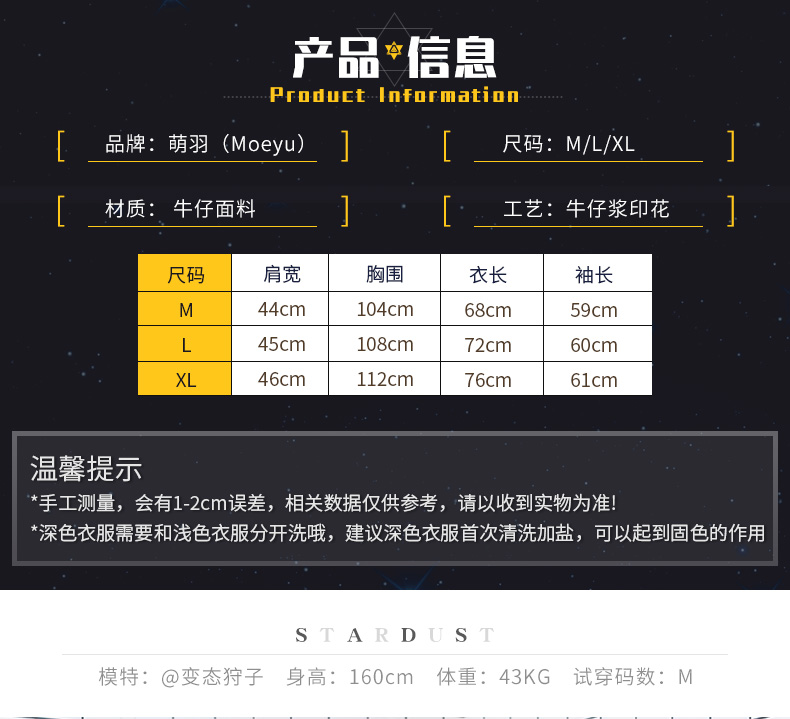 产品信息
Product Information
品牌：萌羽（Moeyu） 尺码：M/L/XL
材质： 牛仔面料 工艺：牛仔浆印花
尺码 肩宽 胸围 衣长 袖长
M 44cm 104cm 68cm 59cm
L 45cm 108cm 72cm 60cm
XL 46cm 112cm 76cm 61cm
温馨提示
*手工测量，会有1-2cm误差，相关数据仅供参考，请以收到实物为准!
*深色衣服需要和浅色衣服分开洗哦，建议深色衣服首次清洗加盐，可以起到固色的作用
STARDUST
模特：@变态狩子 身高：160cm 体重：43KG 试穿码数：M